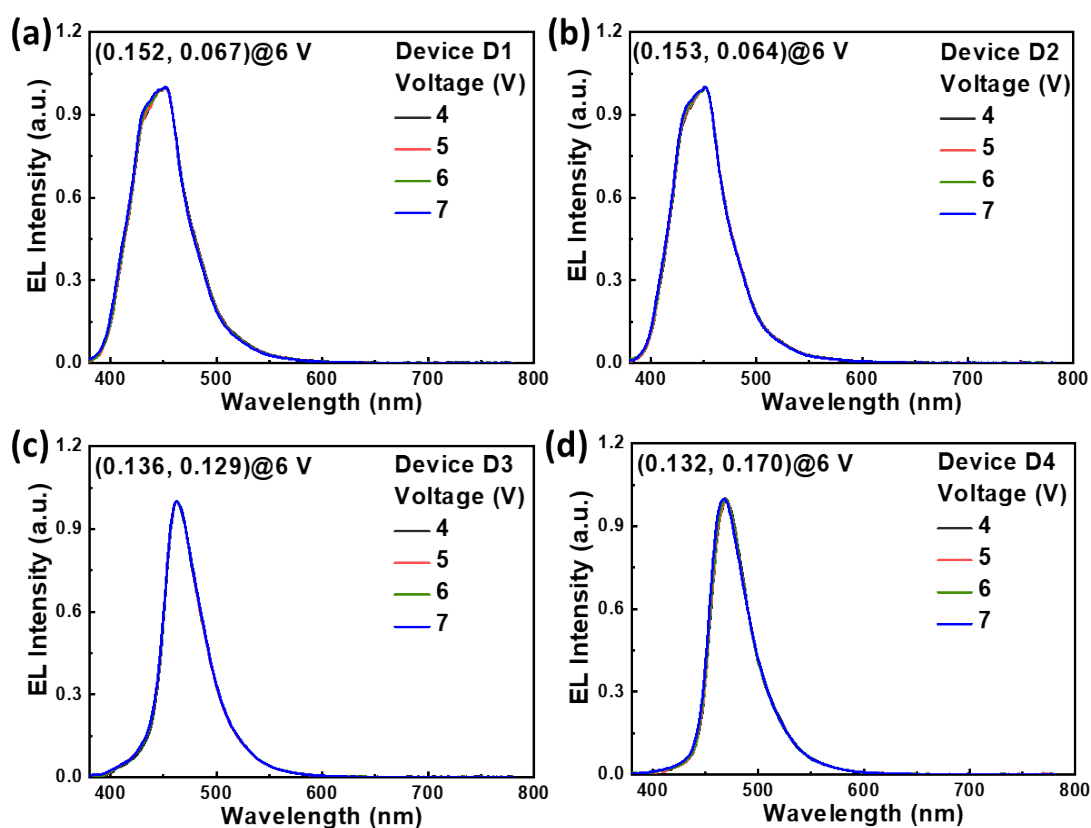 (a)
(0.152, 0.067)@6 V
Device D1
Voltage (V)
4
5
6
7
EL Intensity (a.u.)
1.2
0.9
0.6
0.3
0.0
400 500 600 700 800
Wavelength (nm)
(b)
(0.153, 0.064)@6 V
Device D2
Voltage (V)
4
5
6
7
EL Intensity (a.u.)
1.2
0.9
0.6
0.3
0.0
400 500 600 700 800
Wavelength (nm)
(c)
(0.136, 0.129)@6 V
Device D3
Voltage (V)
4
5
6
7
EL Intensity (a.u.)
1.2
0.9
0.6
0.3
0.0
400 500 600 700 800
Wavelength (nm)
(d)
(0.132, 0.170)@6 V
Device D4
Voltage (V)
4
5
6
7
EL Intensity (a.u.)
1.2
0.9
0.6
0.3
0.0
400 500 600 700 800
Wavelength (nm)